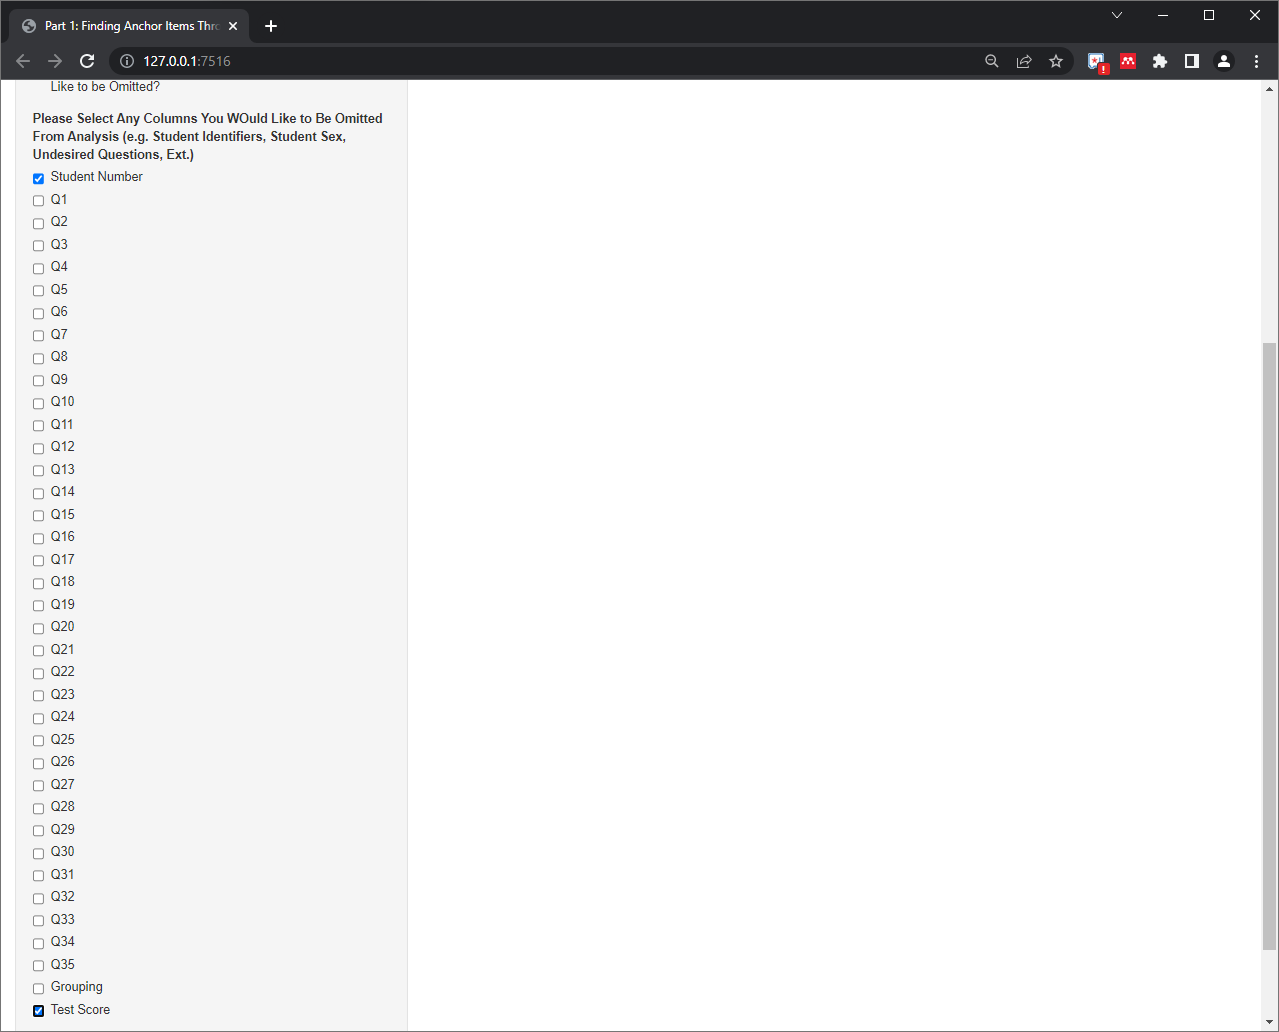 Part 1: Finding Anchor Items Thro
127.0.0.1:7516
Like to be Omitted?
Please Select Any Columns You WOuld Like to Be Omitted
From Analysis (e.g. Student Identifiers, Student Sex,
Undesired Questions, Ext.)
Student Number
Q1
Q2
Q3
Q4
Q5
Q6
Q7
Q8
Q9
Q10
Q11
Q12
Q13
Q14
Q15
Q16
Q17
Q18
Q19
Q20
Q21
Q22
Q23
Q24
Q25
Q26
Q27
Q28
Q29
Q30
Q31
Q32
Q33
Q34
Q35
Grouping
Test Score